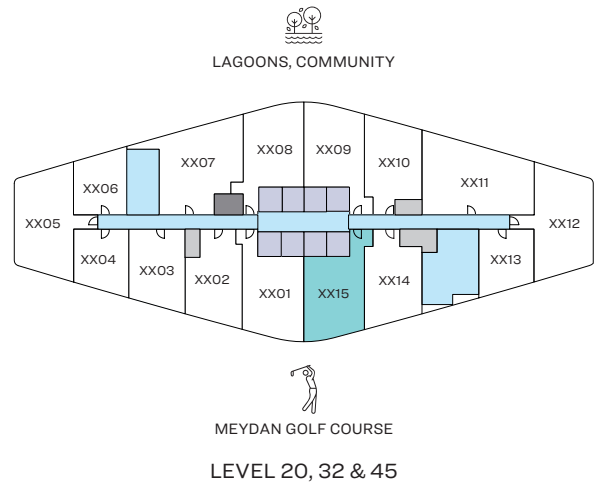 LAGOONS, COMMUNITY
XX08 XX09
XX07 XX10
XX06 XX11
XX05 XX12
XX04 XX03 XX02 XX01 XX15 XX14 XX13
MEYDAN GOLF COURSE
LEVEL 20, 32 & 45